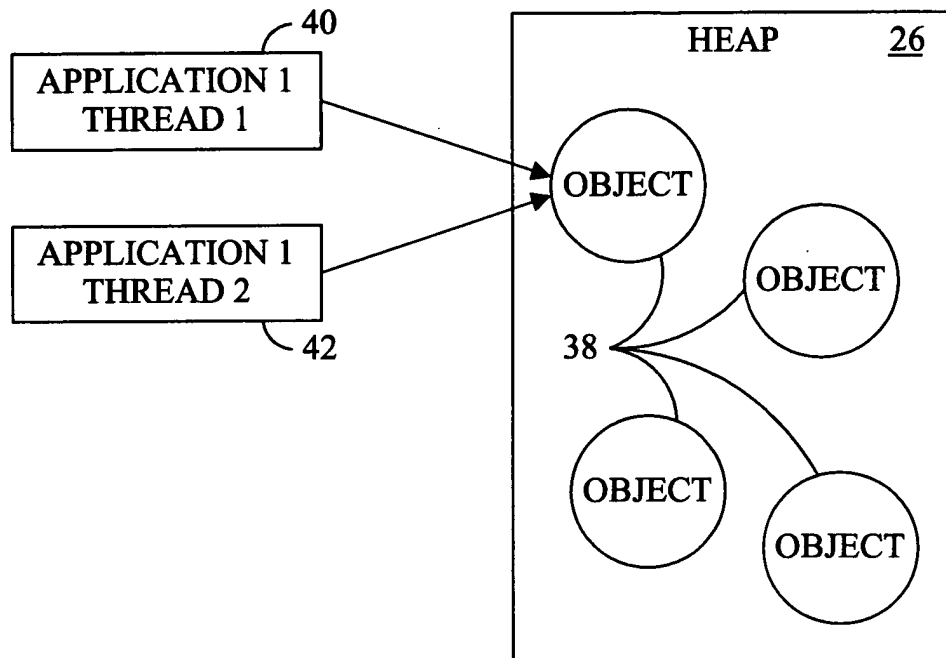 40
APPLICATION 1
THREAD 1
APPLICATION 1
THREAD 2
42
HEAP 26
OBJECT
OBJECT
38
OBJECT
OBJECT